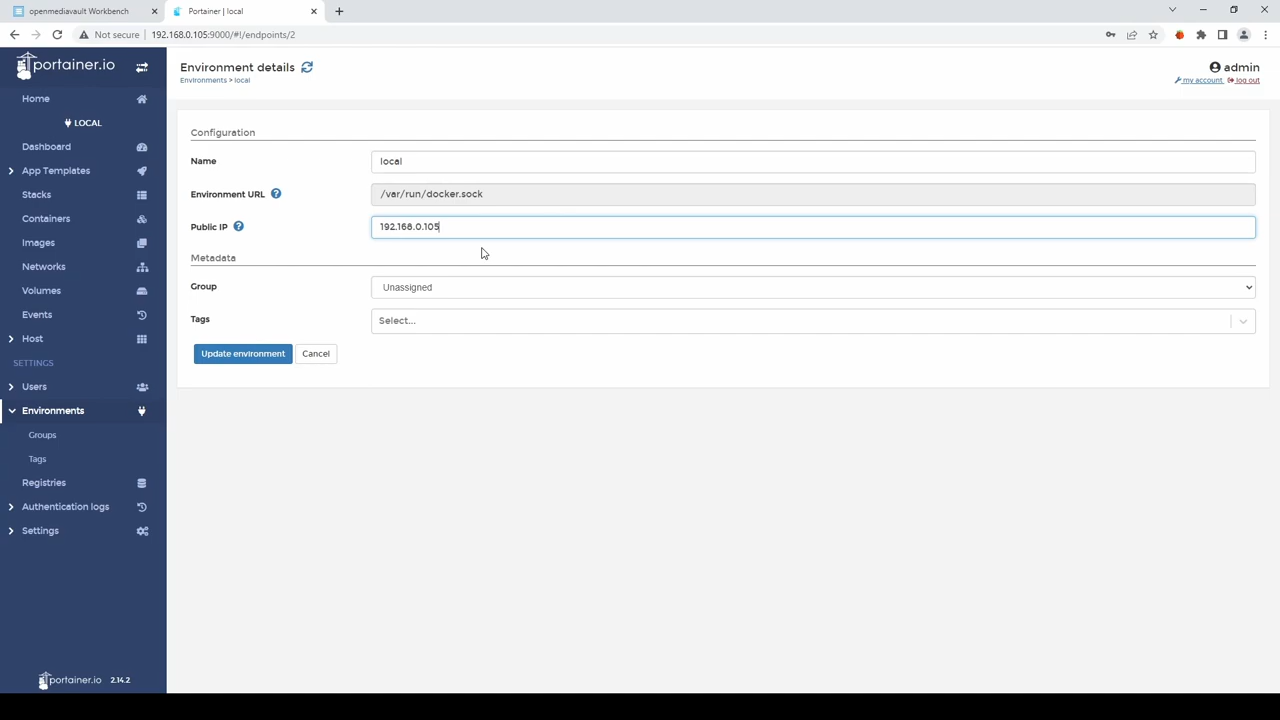 openmediavault Workbench
Portainer | local
Not secure
192.168.0.105:9000/#!/endpoints/2
portainer.io
Home
LOCAL
Dashboard
App Templates
Stacks
Containers
Images
Networks
Volumes
Events
Host
SETTINGS
Users
Environments
Groups
Tags
Registries
Authentication logs
Settings
portainer.io 2.14.2
Environment details
Environments > local
admin
my account
log out
Configuration
Name
local
Environment URL
/var/run/docker.sock
Public IP
192.168.0.105
Metadata
Group
Unassigned
Tags
Select...
Update environment
Cancel